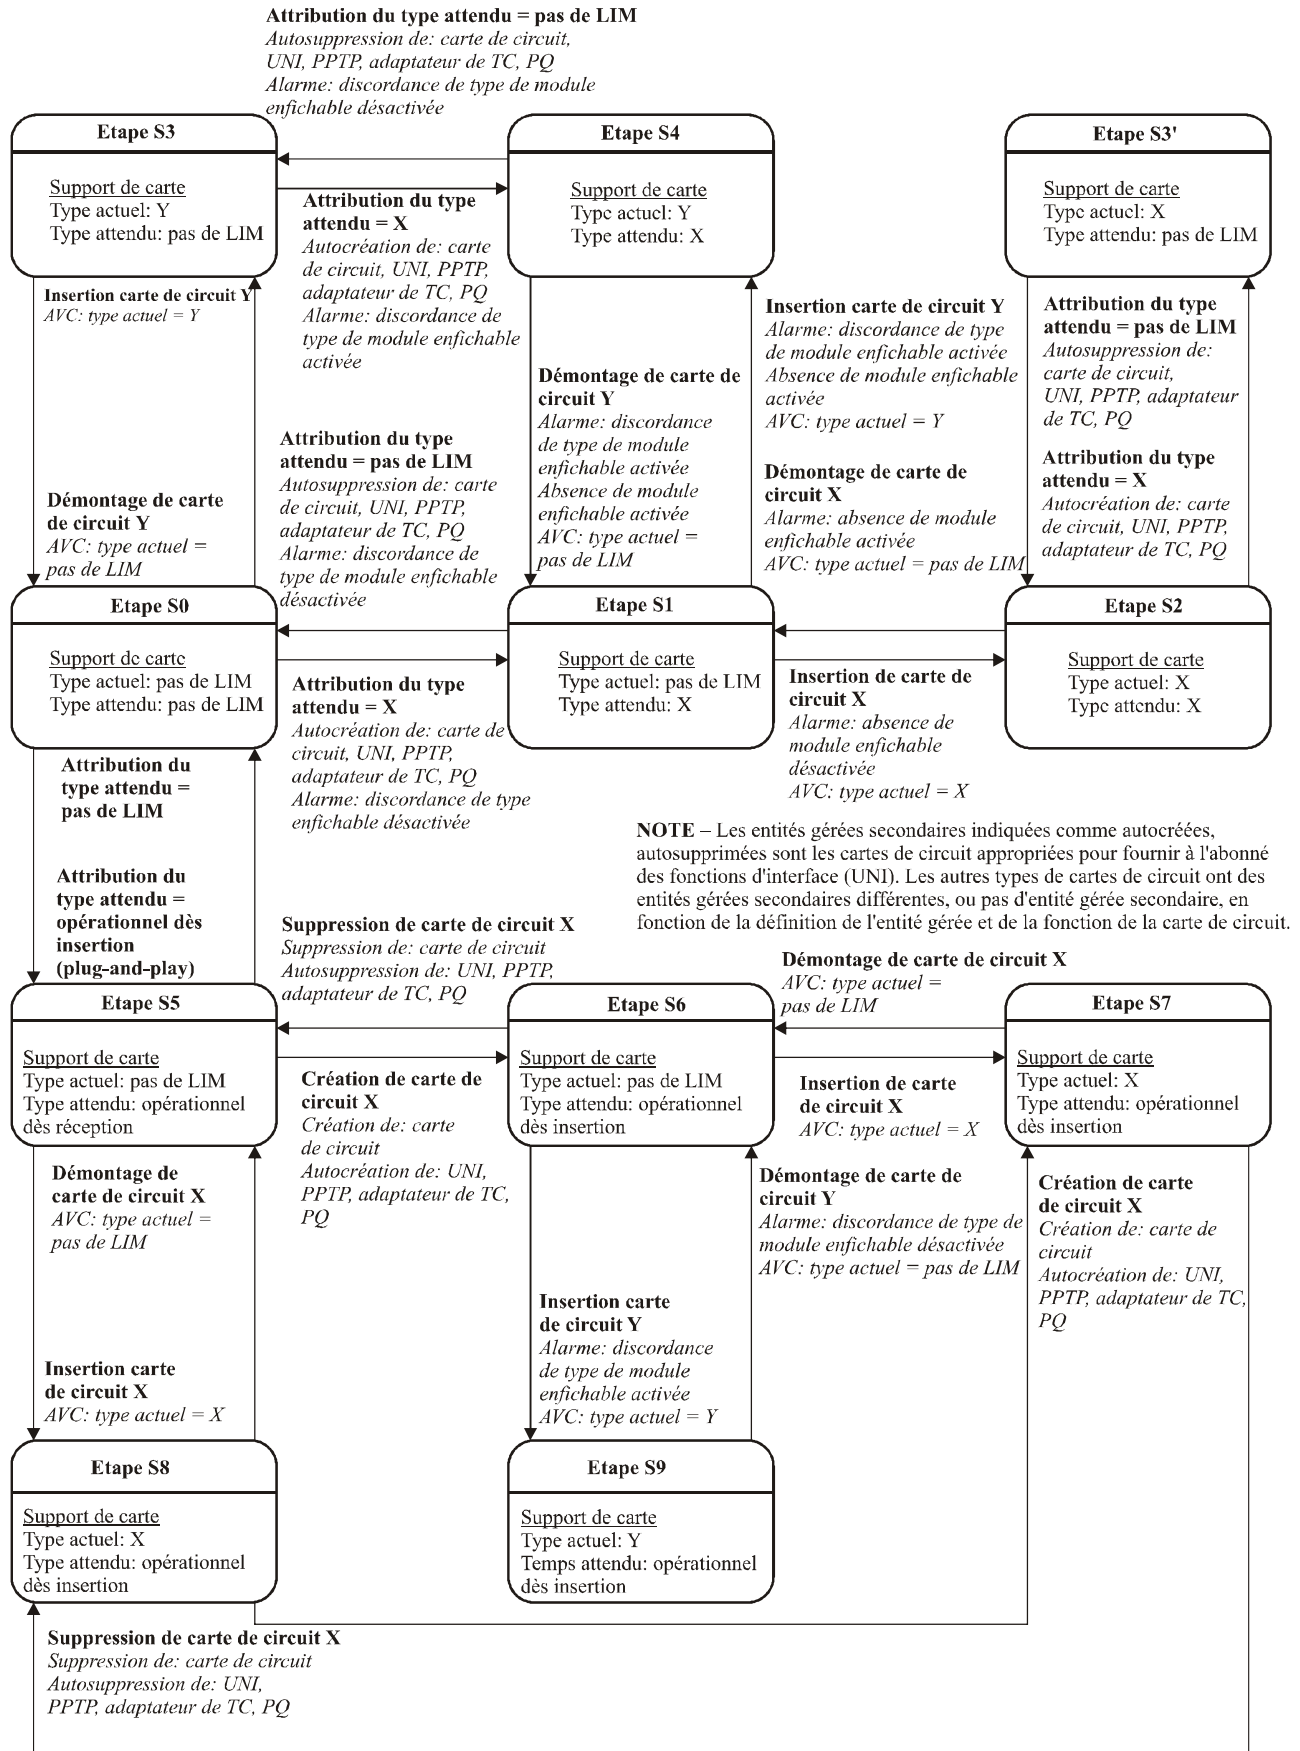 Attribution du type attendu = pas de LIM
Autosuppression de: carte de circuit,
UNI, PPTP, adaptateur de TC, PQ
Alarme: discordance de type de module
enfichable désactivée
Etape S3
Support de carte
Type actuel: Y
Type attendu: pas de LIM
Etape S4
Support de carte
Type actuel: Y
Type attendu: X
Etape S3'
Support de carte
Type actuel: X
Type attendu: pas de LIM
Attribution du type
attendu = X
Autocréation de: carte
de circuit, UNI, PPTP,
adaptateur de TC, PQ
Alarme: discordance de
type de module enfichable
activée
Insertion carte de circuit Y
AVC: type actuel = Y
Démontage de carte
de circuit Y
AVC: type actuel =
pas de LIM
Attribution du type
attendu = pas de LIM
Autosuppression de: carte
de circuit, UNI, PPTP,
adaptateur de TC, PQ
Alarme: discordance de
type de module enfichable
désactivée
Démontage de carte de
circuit Y
Alarme: discordance
de type de module
enfichable activée
Absence de module
enfichable activée
AVC: type actuel =
pas de LIM
Insertion carte de circuit Y
Alarme: discordance de type
de module enfichable activée
Absence de module enfichable
activée
AVC: type actuel = Y
Démontage de carte de
circuit X
Alarme: absence de module
enfichable activée
AVC: type actuel = pas de LIM
Attribution du type
attendu = pas de LIM
Autosuppression de:
carte de circuit,
UNI, PPTP, adaptateur
de TC, PQ
Attribution du type
attendu = X
Autocréation de: carte
de circuit, UNI, PPTP,
adaptateur de TC, PQ
Etape S0
Support de carte
Type actuel: pas de LIM
Type attendu: pas de LIM
Etape S1
Support de carte
Type actuel: pas de LIM
Type attendu: X
Etape S2
Support de carte
Type actuel: X
Type attendu: X
Attribution du type
attendu = X
Autocréation de: carte de
circuit, UNI, PPTP,
adaptateur de TC, PQ
Alarme: discordance de type
enfichable désactivée
Insertion de carte de
circuit X
Alarme: absence de
module enfichable
désactivée
AVC: type actuel = X
Attribution du
type attendu =
pas de LIM
Attribution du
type attendu =
opérationnel dès
insertion
(plug-and-play)
NOTE – Les entités gérées secondaires indiquées comme autocréées,
autosupprimées sont les cartes de circuit appropriées pour fournir à l'abonné
des fonctions d'interface (UNI). Les autres types de cartes de circuit ont des
entités gérées secondaires différentes, ou pas d'entité gérée secondaire, en
fonction de la définition de l'entité gérée et de la fonction de la carte de circuit.
Suppression de carte de circuit X
Suppression de: carte de circuit
Autosuppression de: UNI, PPTP,
adaptateur de TC, PQ
Démontage de carte de circuit X
AVC: type actuel =
pas de LIM
Etape S5
Support de carte
Type actuel: pas de LIM
Type attendu: opérationnel
dès réception
Etape S6
Support de carte
Type actuel: pas de LIM
Type attendu: opérationnel
dès insertion
Etape S7
Support de carte
Type actuel: X
Type attendu: opérationnel
dès insertion
Création de carte de
circuit X
Création de: carte
de circuit
Autocréation de: UNI,
PPTP, adaptateur de TC,
PQ
Insertion de carte
de circuit X
AVC: type actuel = X
Démontage de
carte de circuit X
AVC: type actuel =
pas de LIM
Insertion carte
de circuit X
AVC: type actuel = X
Démontage de carte de
circuit Y
Alarme: discordance de type de
module enfichable désactivée
AVC: type actuel = pas de LIM
Création de carte
de circuit X
Création de: carte de
circuit
Autocréation de: UNI,
PPTP, adaptateur de TC,
PQ
Insertion carte
de circuit Y
Alarme: discordance
de type de module
enfichable activée
AVC: type actuel = Y
Etape S8
Support de carte
Type actuel: X
Type attendu: opérationnel
dès insertion
Etape S9
Support de carte
Type actuel: Y
Temps attendu: opérationnel
dès insertion
Suppression de carte de circuit X
Suppression de: carte de circuit
Autosuppression de: UNI,
PPTP, adaptateur de TC, PQ